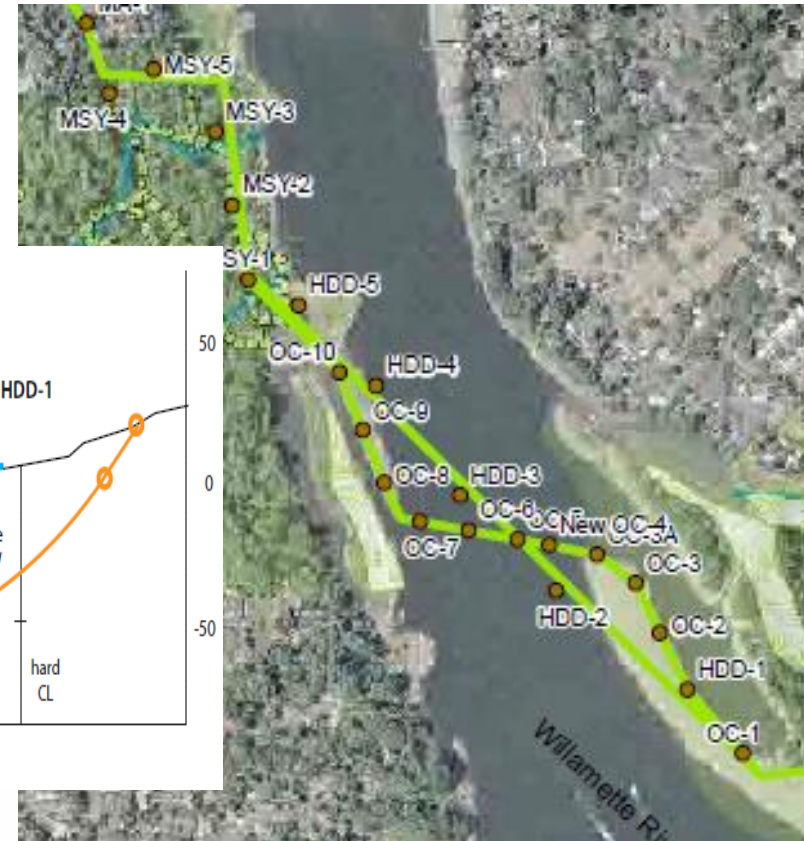 MSY-5
MSY-4
MSY-3
MSY-2
SY-1
HDD-5
50
OC-10
HDD-4
HDD-1
OC-9
0
OC-8
HDD-3
OC-6
New OC-4
OC-7
OC-3
HDD-2
-50
OC-2
hard
CL
HDD-1
OC-1
Willamette Riv